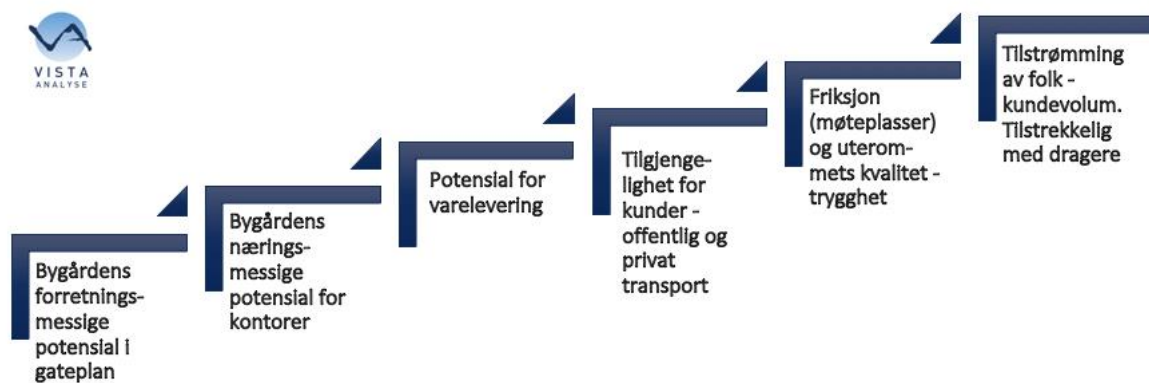 VISTA
ANALYSE
Bygårdens
forretnings-
messige
potensial i
gateplan
Bygårdens
nærings-
messige
potensial for
kontorer
Potensial for
varelevering
Tilgjenge-
lighet for
kunder -
offentlig og
privat
transport
Friksjon
(møteplasser)
og uterom-
mets kvalitet -
trygghet
Tilstrømming
av folk -
kundevolum.
Tilstrekkelig
med dragere